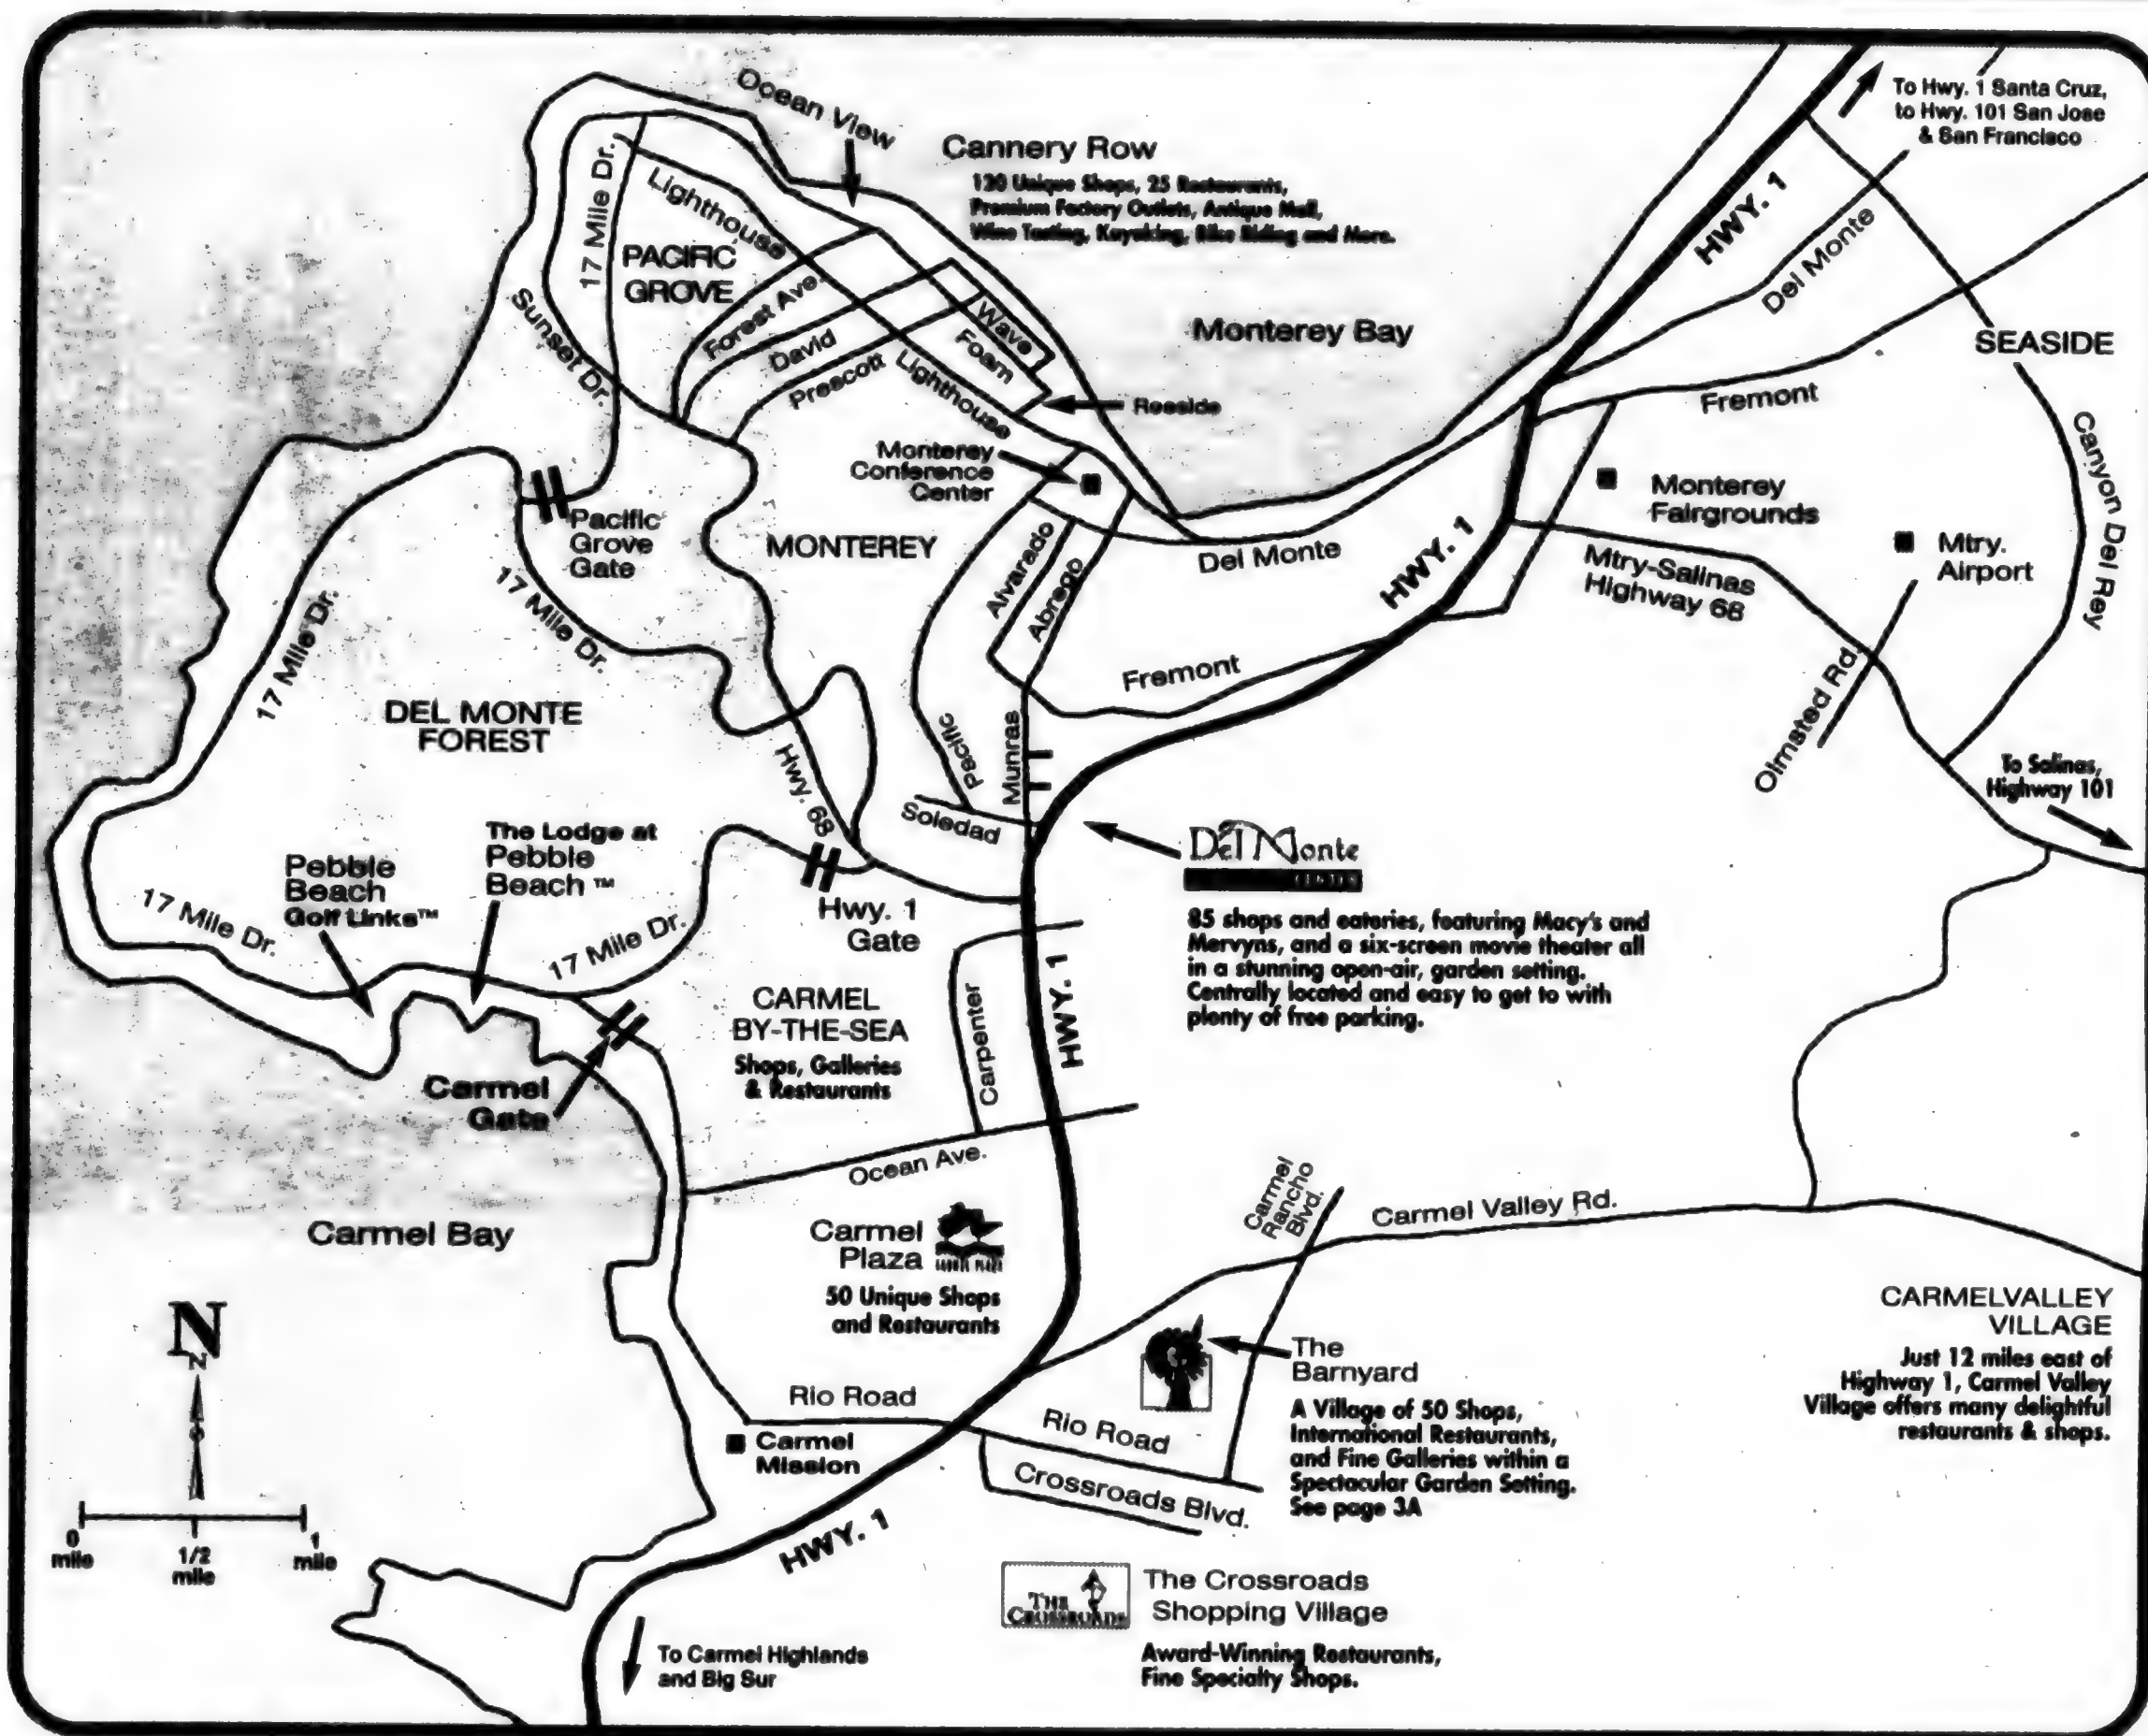 Ocean View
To Hwy. 1 Santa Cruz,
to Hwy. 101 San Jose
& San Francisco
Cannery Row
120 Unique Shops, 25 Restaurants,
Premium Factory Outlets, Antique Mall,
Wine Tasting, Kayaking, Bike Riding and More.
17 Mile Dr.
Lighthouse
PACIFIC
GROVE
HWY. 1
Del Monte
Sunset Dr.
Forest Ave.
David
Prescott
Wave
Foam
Lighthouse
Monterey Bay
SEASIDE
Reeside
Fremont
Monterey
Conference
Center
Canyon Del Rey
Monterey
Fairgrounds
Pacific
Grove
Gate
MONTEREY
Alvarado
Abrego
Del Monte
HWY. 1
Mtry-Salinas
Highway 68
Mtry.
Airport
17 Mile Dr.
17 Mile Dr.
Fremont
Olmsted Rd.
DEL MONTE
FOREST
Hwy. 68
Pacific
Munras
Soledad
To Salinas,
Highway 101
The Lodge at
Pebble
Beach ™
Pebble
Beach
Golf Links™
Del Monte
CENTER
17 Mile Dr.
17 Mile Dr.
Hwy. 1
Gate
85 shops and eateries, featuring Macy's and
Mervyns, and a six-screen movie theater all
in a stunning open-air, garden setting.
Centrally located and easy to get to with
plenty of free parking.
CARMEL
BY-THE-SEA
Shops, Galleries
& Restaurants
Carpenter
HWY. 1
Carmel
Gate
Ocean Ave.
Carmel
Rancho
Blvd.
Carmel Valley Rd.
Carmel Bay
Carmel
Plaza
CARMEL PLAZA
50 Unique Shops
and Restaurants
N
N
The
Barnyard
A Village of 50 Shops,
International Restaurants,
and Fine Galleries within a
Spectacular Garden Setting.
See page 3A
CARMELVALLEY
VILLAGE
Just 12 miles east of
Highway 1, Carmel Valley
Village offers many delightful
restaurants & shops.
Rio Road
Rio Road
Carmel
Mission
Crossroads Blvd.
HWY. 1
0
mile
1/2
mile
1
mile
THE
CROSSROADS
The Crossroads
Shopping Village
Award-Winning Restaurants,
Fine Specialty Shops.
To Carmel Highlands
and Big Sur